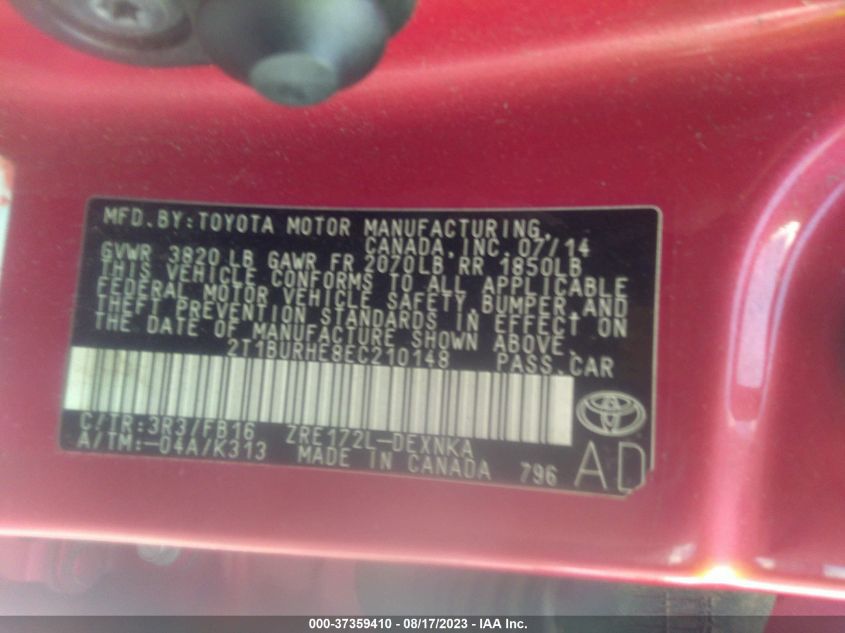 MFD.BY:TOYOTA MOTOR MANUFACTURING,
CANADA,INC. 07/14
GVWR 3820 LB GAWR FR 2070LB RR 1850LB
THIS VEHICLE CONFORMS TO ALL APPLICABLE
FEDERAL MOTOR VEHICLE SAFETY,BUMPER,AND
THEFT PREVENTION STANDARDS IN EFFECT ON
THE DATE OF MANUFACTURE SHOWN ABOVE.
2T1BURHE8EC210148 PASS.CAR
C/TR:3R3/FB16 ZRE172L-DEXNKA
A/TM:-04A/K313 MADE IN CANADA 796
AD
000-37359410 - 08/17/2023 - IAA Inc.